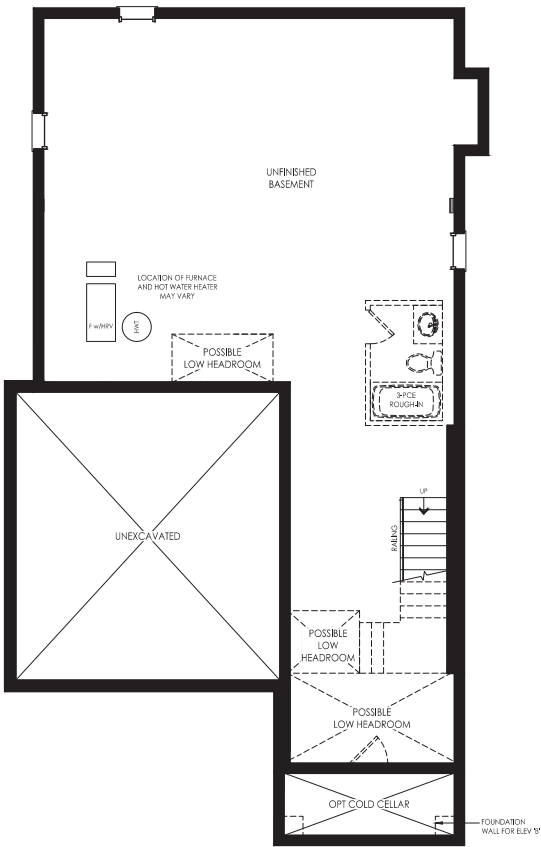 UNFINISHED
BASEMENT
LOCATION OF FURNACE
AND HOT WATER HEATER
MAY VARY
F w/HRV
HWT
POSSIBLE
LOW HEADROOM
3-PCE
ROUGH-IN
UP
RAILING
UNEXCAVATED
POSSIBLE
LOW
HEADROOM
POSSIBLE
LOW HEADROOM
OPT COLD CELLAR
FOUNDATION
WALL FOR ELEV 'B'